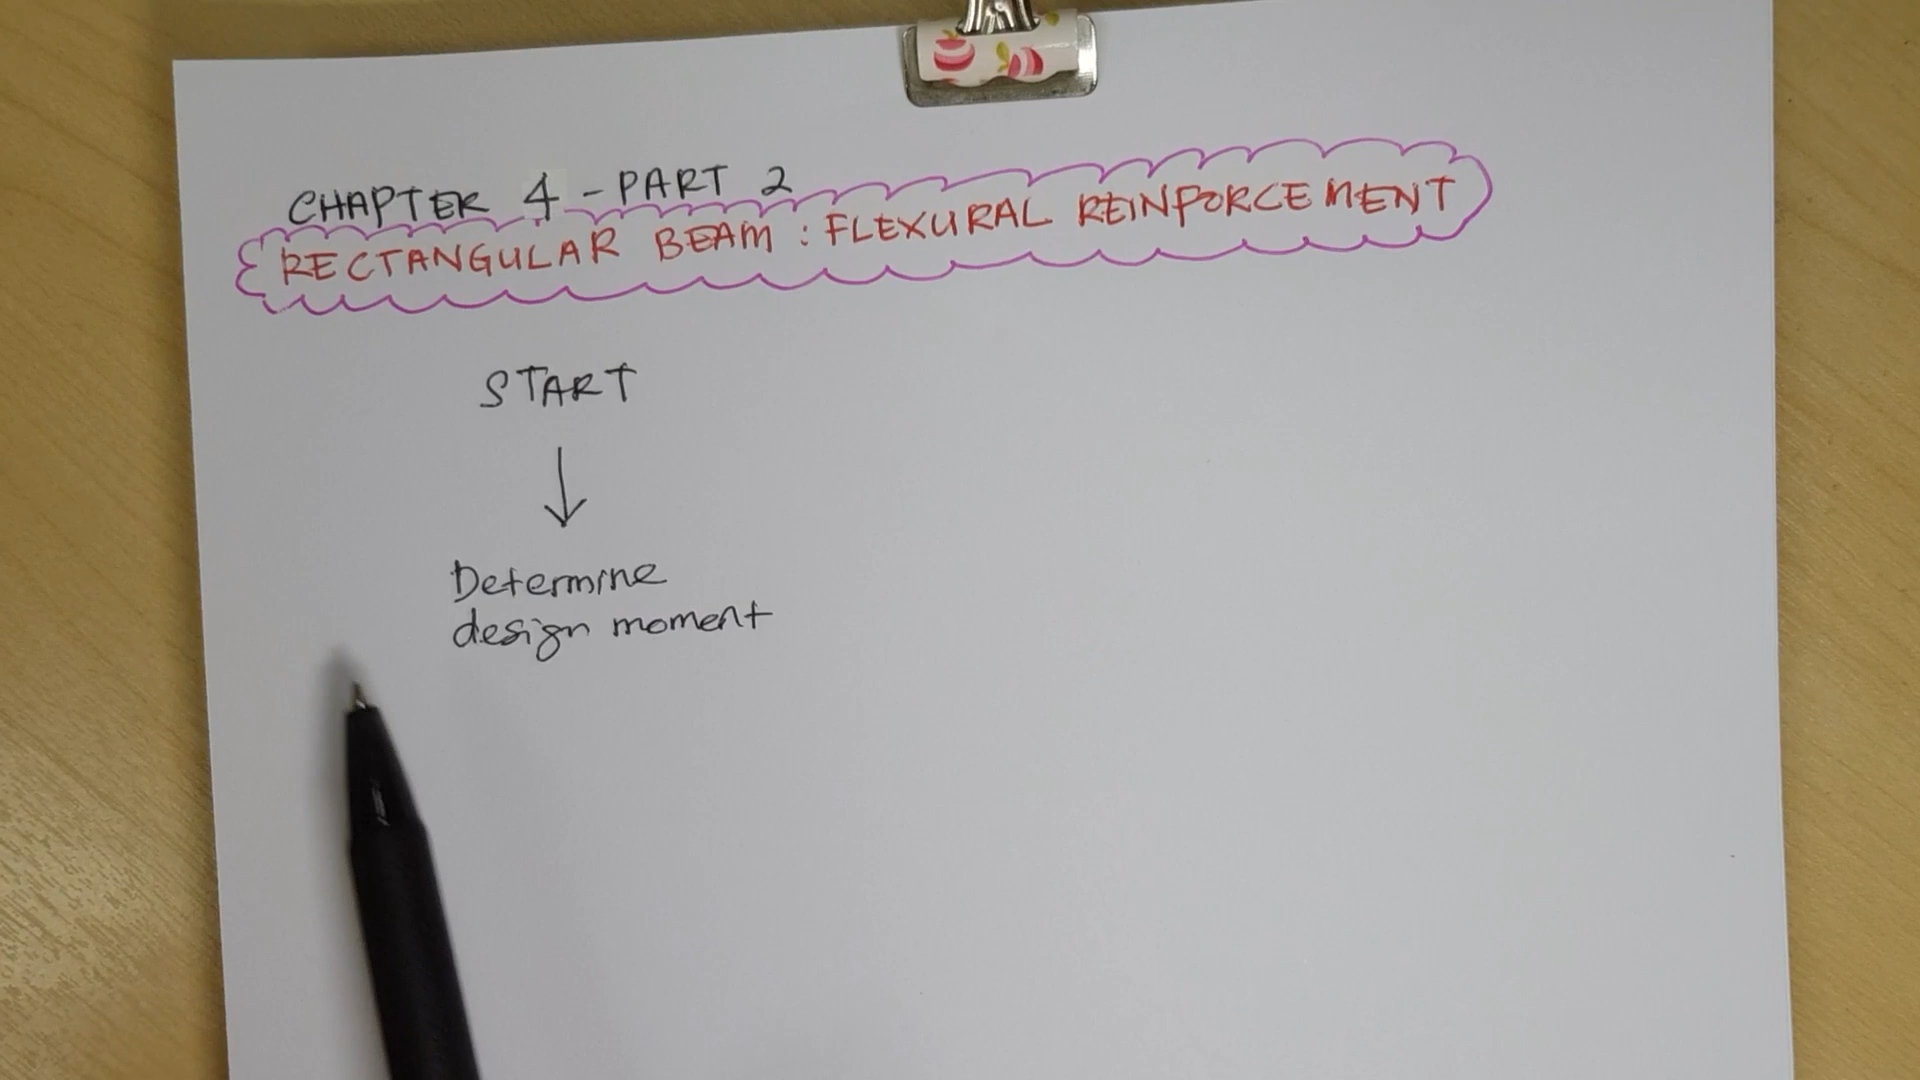 CHAPTER 4 - PART 2
RECTANGULAR BEAM : FLEXURAL REINFORCEMENT
START
Determine
design moment